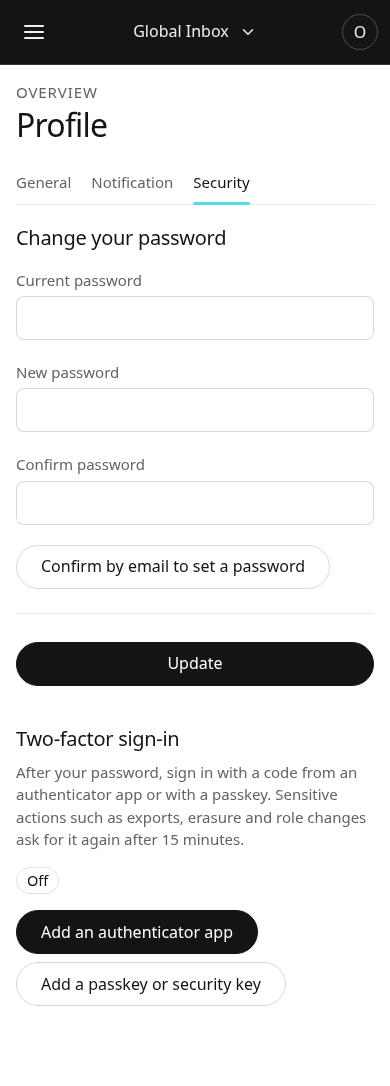 Global Inbox
O
OVERVIEW
Profile
General Notification Security
Change your password
Current password
New password
Confirm password
Confirm by email to set a password
Update
Two-factor sign-in
After your password, sign in with a code from an
authenticator app or with a passkey. Sensitive
actions such as exports, erasure and role changes
ask for it again after 15 minutes.
Off
Add an authenticator app
Add a passkey or security key